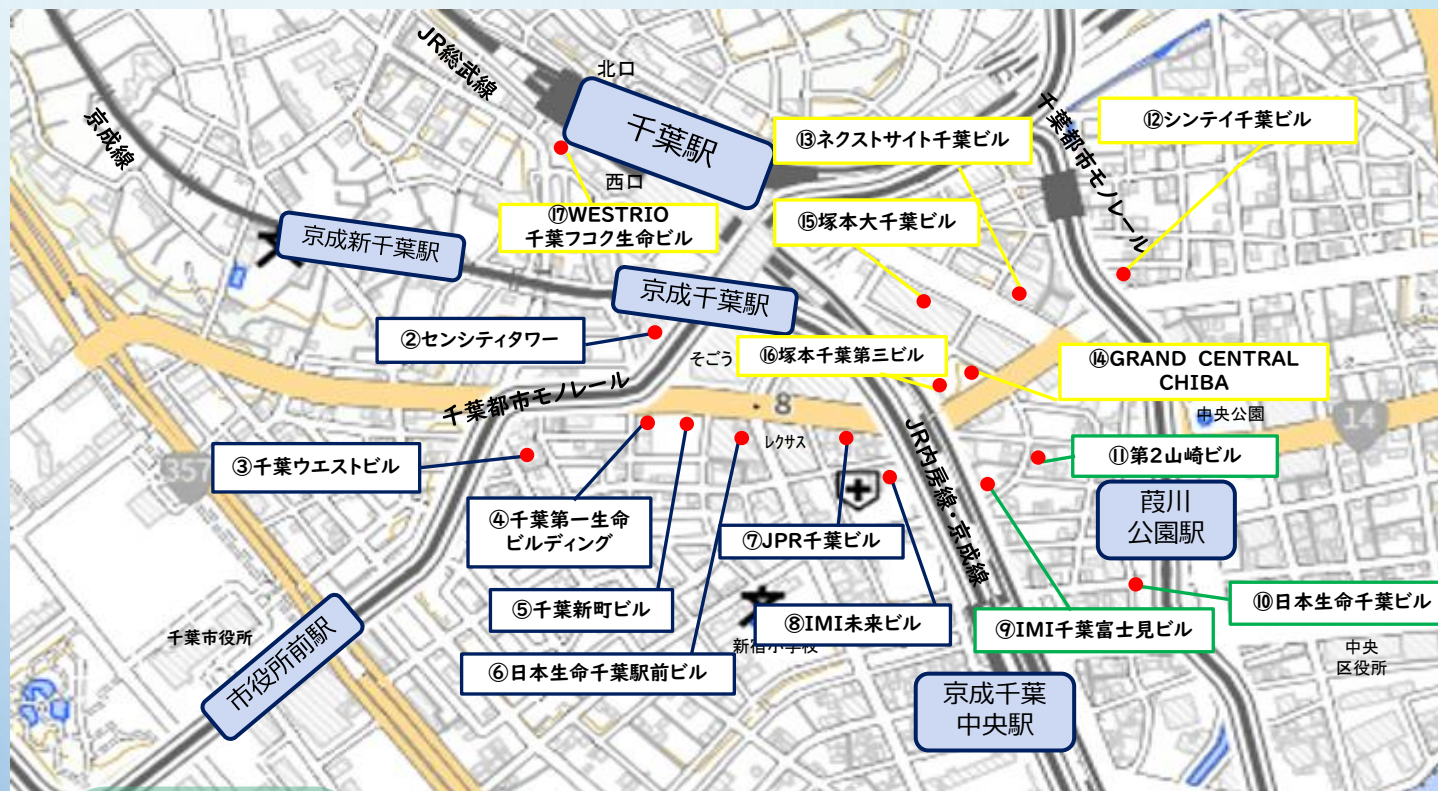 JR総武線
北口
千葉駅
京成線
千葉都市モノレール
⑫シンテイ千葉ビル
⑬ネクストサイト千葉ビル
西口
⑰WESTRIO
千葉フコク生命ビル
⑮塚本大千葉ビル
京成新千葉駅
京成千葉駅
②センシティタワー
そごう
⑯塚本千葉第三ビル
⑭GRAND CENTRAL
CHIBA
千葉都市モノレール
8
中央公園
14
レクサス
JR内房線・京成線
③千葉ウエストビル
357
⑪第2山崎ビル
④千葉第一生命
ビルディング
⑦JPR千葉ビル
葭川
公園駅
⑤千葉新町ビル
⑧IMI未来ビル
⑨IMI千葉富士見ビル
⑩日本生命千葉ビル
新宿小学校
千葉市役所
市役所前駅
⑥日本生命千葉駅前ビル
中央
区役所
京成千葉
中央駅